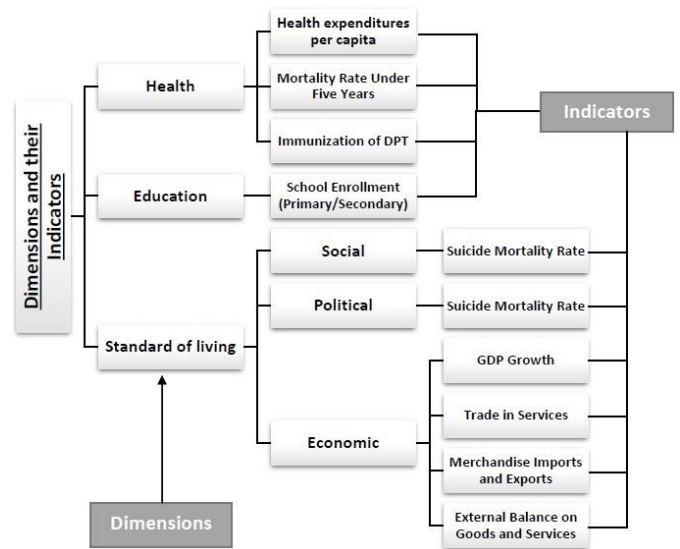 Dimensions and their
Indicators
Health
Health expenditures
per capita
Mortality Rate Under
Five Years
Immunization of DPT
Indicators
Education
School Enrollment
(Primary/Secondary)
Standard of living
Social
Suicide Mortality Rate
Political
Suicide Mortality Rate
Economic
GDP Growth
Trade in Services
Merchandise Imports
and Exports
External Balance on
Goods and Services
Dimensions